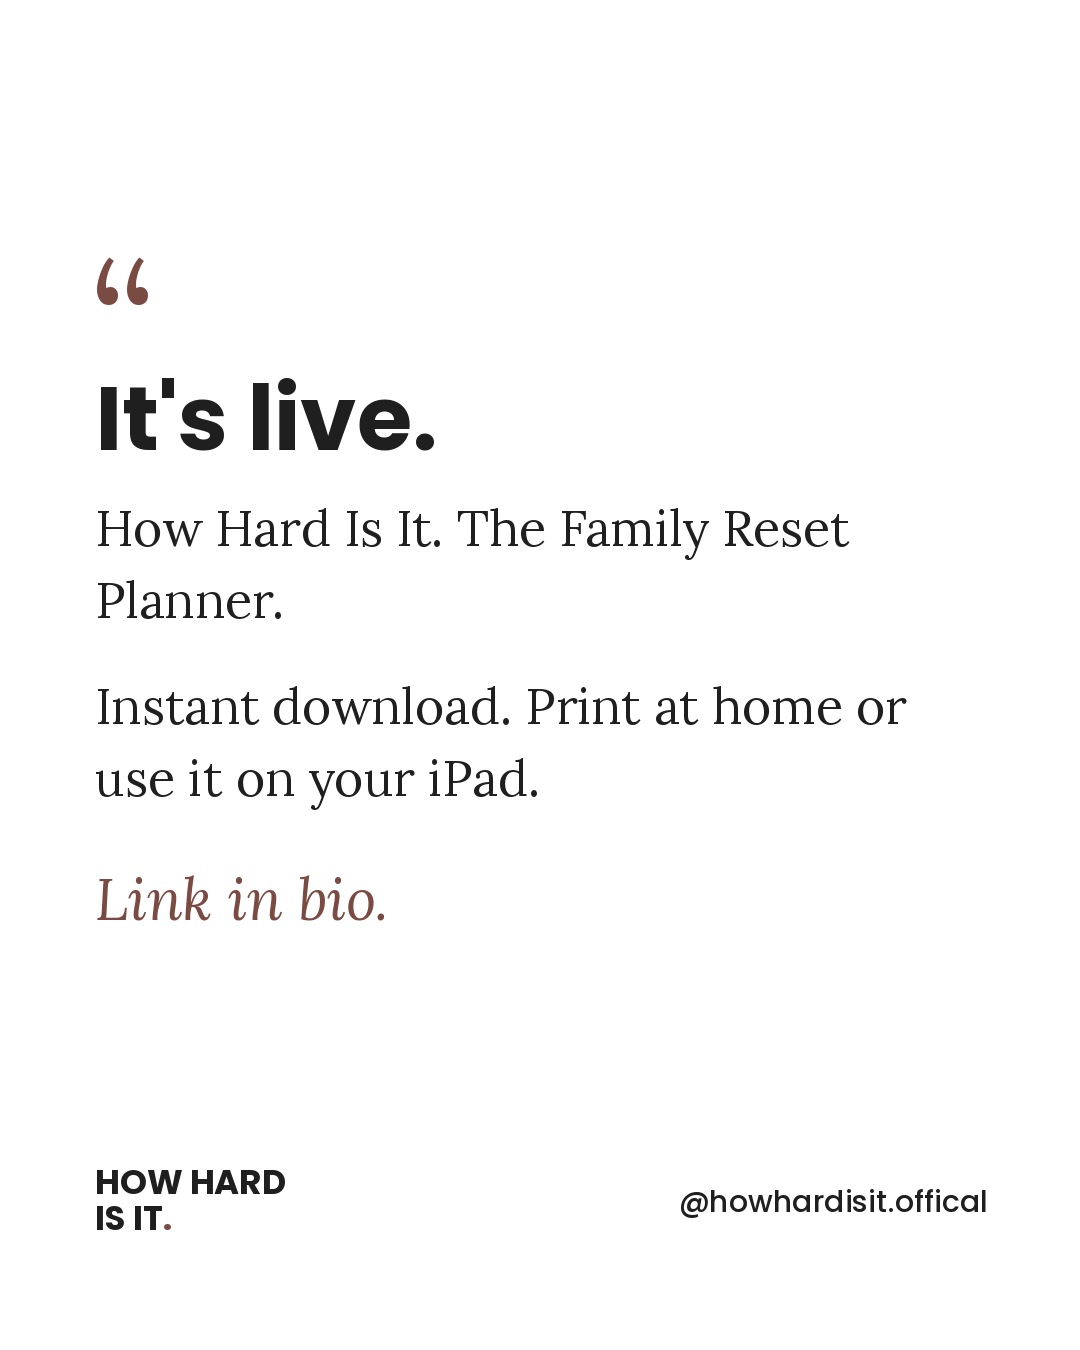 “
It's live.
How Hard Is It. The Family Reset
Planner.
Instant download. Print at home or
use it on your iPad.
Link in bio.
HOW HARD
IS IT.
@howhardisit.offical